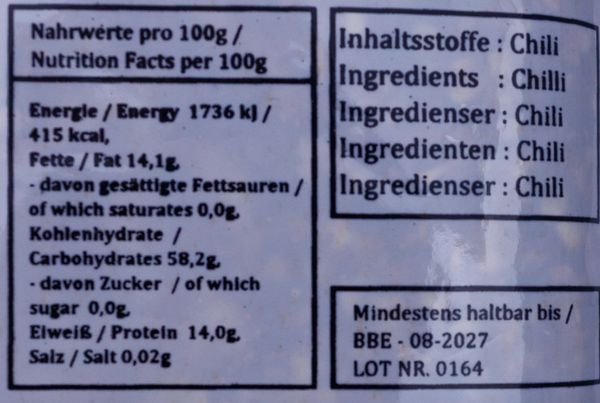 Nahrwerte pro 100g /
Nutrition Facts per 100g
Energie / Energy 1736 kJ /
415 kcal,
Fette / Fat 14,1g,
- davon gesättigte Fettsauren /
of which saturates 0,0g,
Kohlenhydrate /
Carbohydrates 58,2g,
- davon Zucker / of which
sugar 0,0g,
Eiweiß / Protein 14,0g,
Salz / Salt 0,02g
Inhaltsstoffe : Chili
Ingredients : Chilli
Ingredienser : Chili
Ingredienten : Chili
Ingredienser : Chili
Mindestens haltbar bis /
BBE - 08-2027
LOT NR. 0164